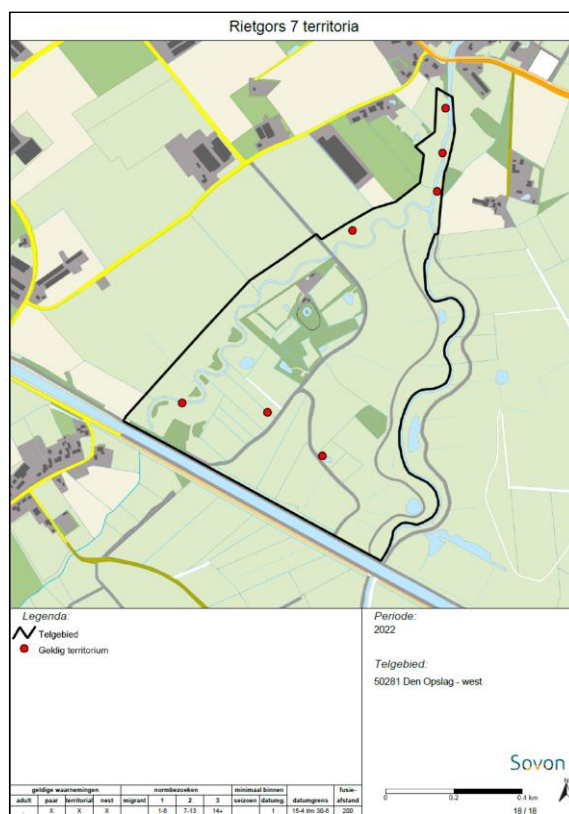 Rietgors 7 territoria
Legenda:
Telgebied
Geldig territorium
Periode:
2022
Telgebied:
50281 Den Opslag - west
Sovon
N
0 0.2 0.4 km
18 / 18
geldige waarnemingen normbezoeken minimaal binnen fusie-
adult paar territoriaal nest migrant 1 2 3 seizoen datumg. datumgrens afstand
. X X X 1-6 7-13 14+ 1 15-4 t/m 30-6 200